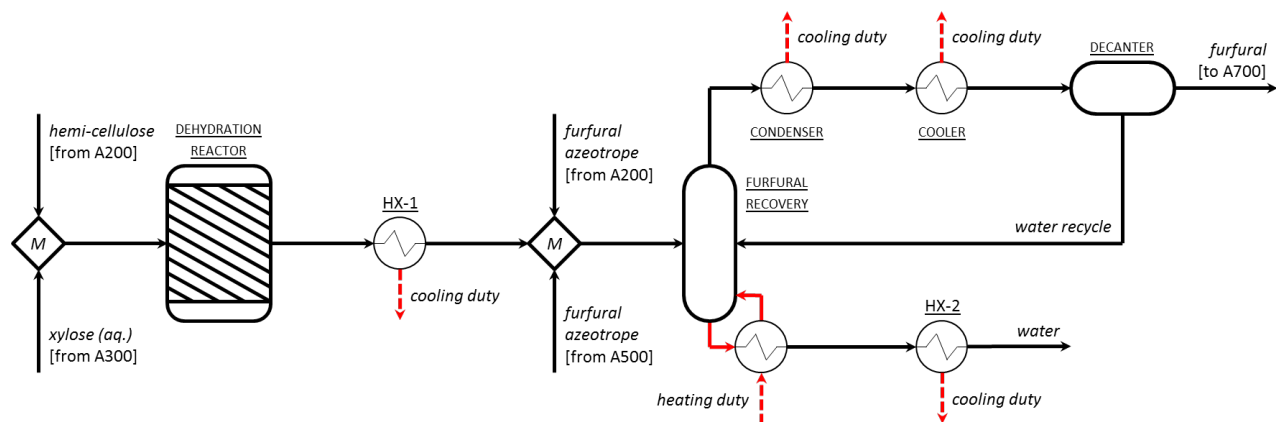 cooling duty
cooling duty
DECANTER
furfural
[to A700]
hemi-cellulose
[from A200]
DEHYDRATION
REACTOR
furfural
azeotrope
[from A200]
CONDENSER
COOLER
HX-1
FURFURAL
RECOVERY
M
M
water recycle
cooling duty
xylose (aq.)
[from A300]
furfural
azeotrope
[from A500]
HX-2
water
heating duty
cooling duty